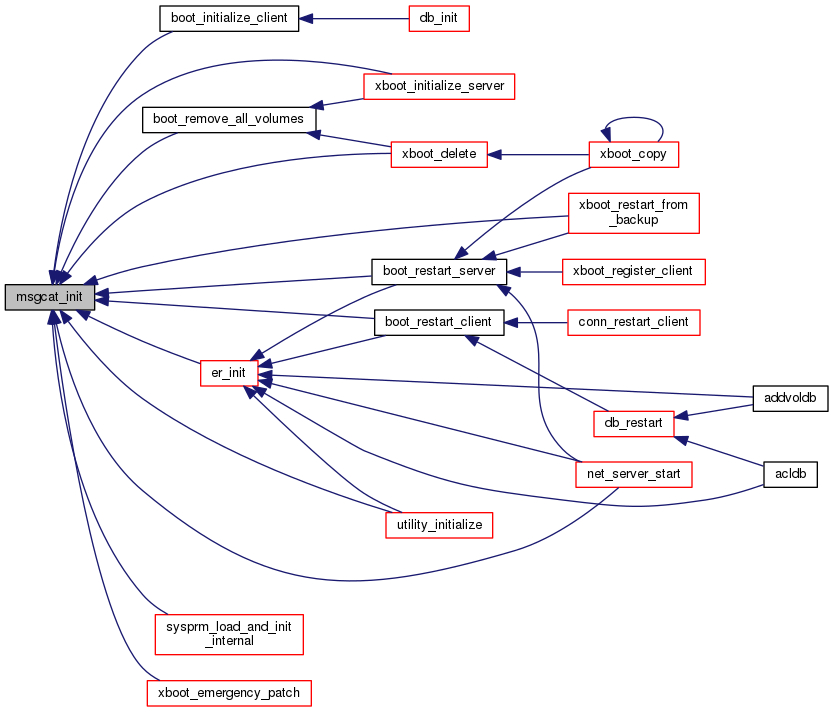 boot_initialize_client
db_init
xboot_initialize_server
boot_remove_all_volumes
xboot_delete
xboot_copy
xboot_restart_from
_backup
boot_restart_server
xboot_register_client
msgcat_init
boot_restart_client
conn_restart_client
er_init
addvoldb
db_restart
net_server_start
acldb
utility_initialize
sysprm_load_and_init
_internal
xboot_emergency_patch